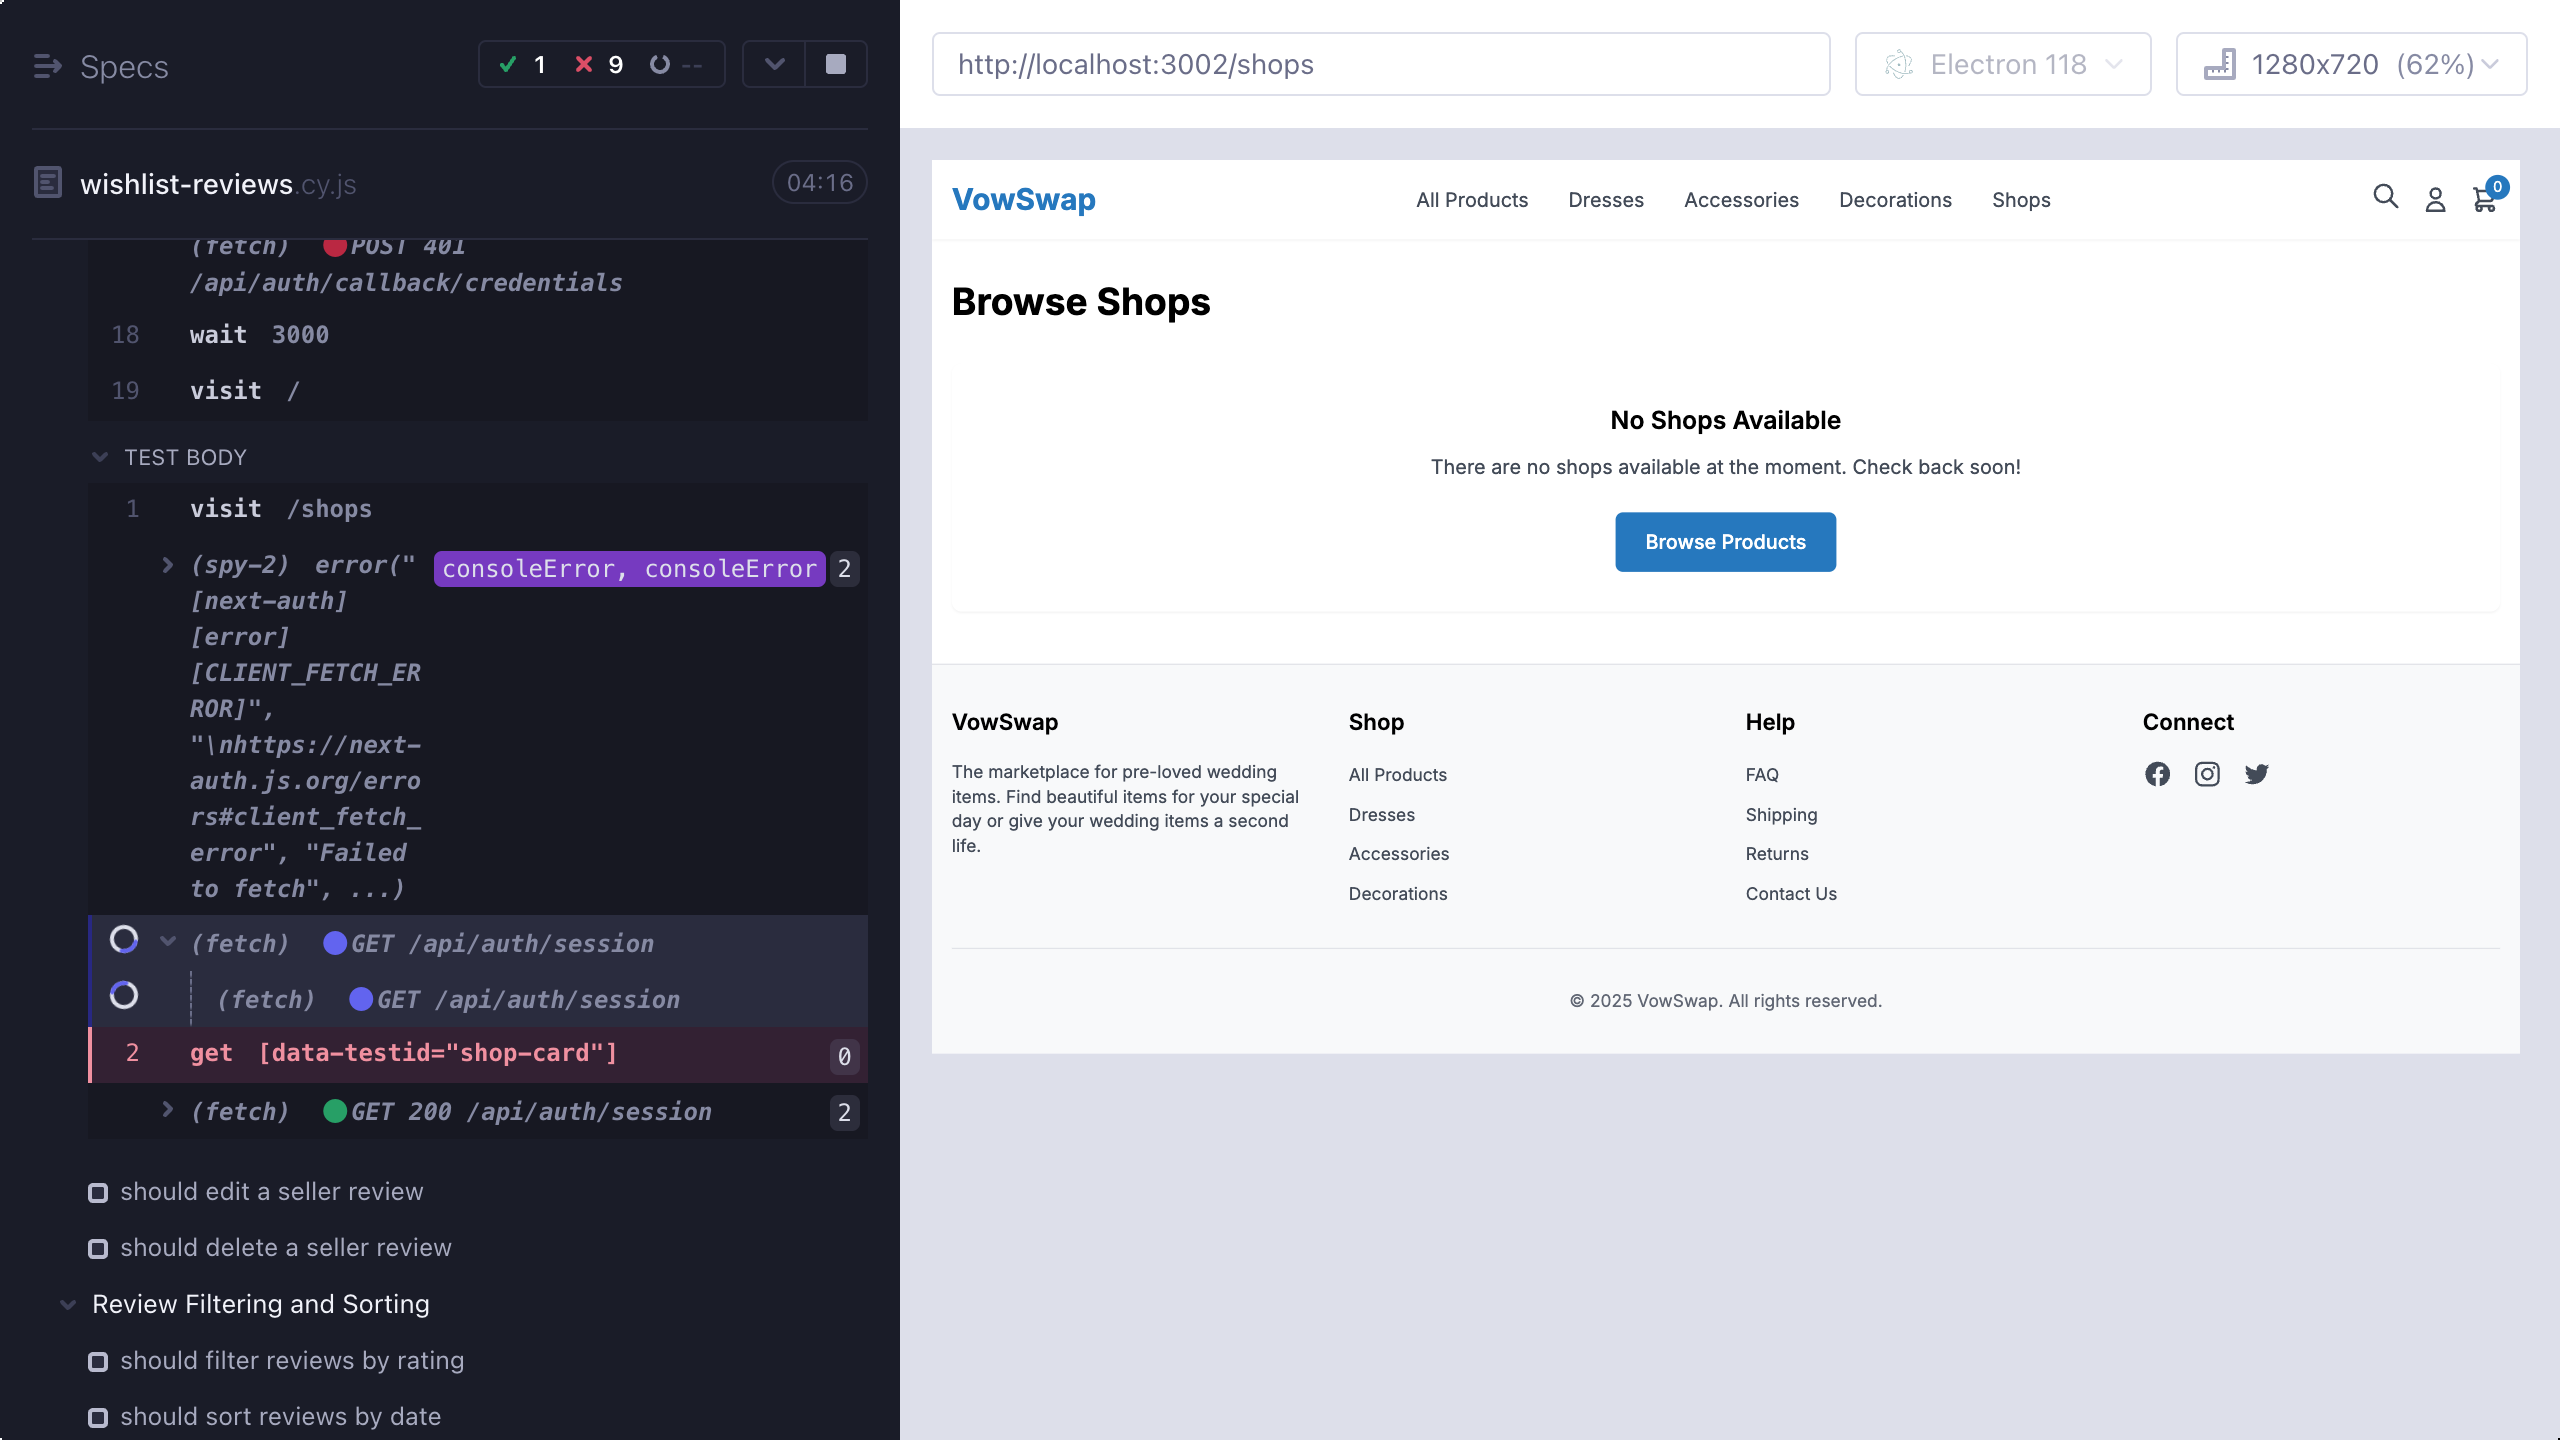 Specs
1 9 --
wishlist-reviews.cy.js 04:16
(fetch) POST 401
/api/auth/callback/credentials
18 wait 3000
19 visit /
TEST BODY
1 visit /shops
(spy-2) error(" consoleError, consoleError 2
[next-auth]
[error]
[CLIENT_FETCH_ER
ROR]",
"\nhttps://next-
auth.js.org/erro
rs#client_fetch_
error", "Failed
to fetch", ...)
(fetch) GET /api/auth/session
(fetch) GET /api/auth/session
2 get [data-testid="shop-card"] 0
(fetch) GET 200 /api/auth/session 2
should edit a seller review
should delete a seller review
Review Filtering and Sorting
should filter reviews by rating
should sort reviews by date
http://localhost:3002/shops
Electron 118
1280x720 (62%)
VowSwap
All Products Dresses Accessories Decorations Shops
0
Browse Shops
No Shops Available
There are no shops available at the moment. Check back soon!
Browse Products
VowSwap
The marketplace for pre-loved wedding
items. Find beautiful items for your special
day or give your wedding items a second
life.
Shop
All Products
Dresses
Accessories
Decorations
Help
FAQ
Shipping
Returns
Contact Us
Connect
© 2025 VowSwap. All rights reserved.